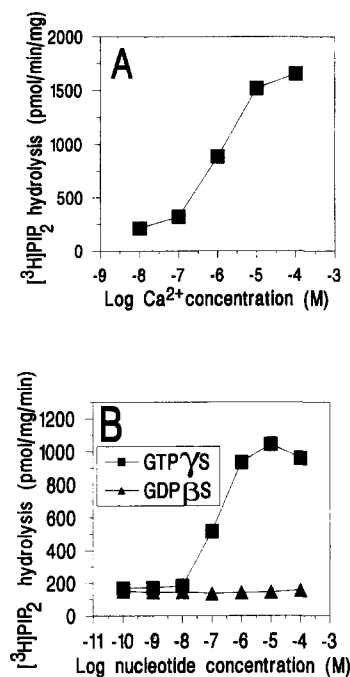 A
[³H]PIP₂ hydrolysis (pmol/min/mg)
2000
1500
1000
500
0
-9 -8 -7 -6 -5 -4 -3
Log Ca²⁺concentration (M)
B
[³H]PIP₂ hydrolysis (pmol/mg/min)
1200
1000
800
600
400
200
0
GTPγS
GDPβS
-11 -10 -9 -8 -7 -6 -5 -4 -3
Log nucleotide concentration (M)